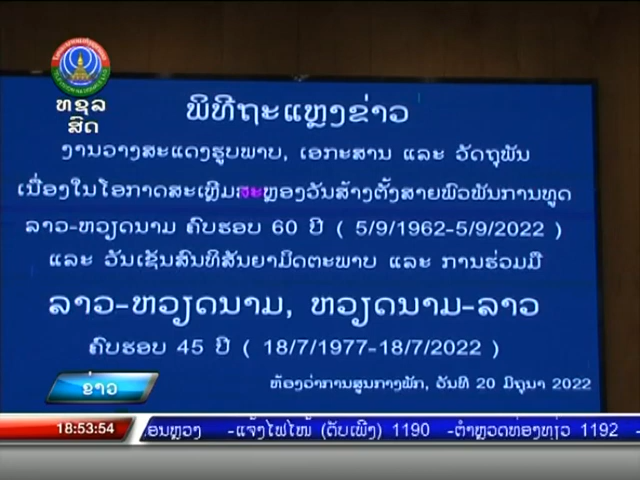 ທຊລ
ສົດ
ພິທີຖະແຫຼງຂ່າວ
ງານວາງສະແດງຮູບພາບ, ເອກະສານ ແລະ ວັດຖຸພັນ
ເນື່ອງໃນໂອກາດສະເຫຼີມສະຫຼອງວັນສ້າງຕັ້ງສາຍພົວພັນການທູດ
ລາວ-ຫວຽດນາມ ຄົບຮອບ 60 ປີ ( 5/9/1962-5/9/2022 )
ແລະ ວັນເຊັນສົນທິສັນຍາມິດຕະພາບ ແລະ ການຮ່ວມມື
ລາວ-ຫວຽດນາມ, ຫວຽດນາມ-ລາວ
ຄົບຮອບ 45 ປີ ( 18/7/1977-18/7/2022 )
ຫ້ອງວ່າການສູນກາງພັກ, ວັນທີ 20 ມິຖຸນາ 2022
ຂ່າວ
18:53:54 ອນຫຼວງ -ແຈ້ງໄຟໄໝ້ (ດັບເພີງ) 1190 -ຕຳຫຼວດທ່ອງທ່ຽວ 1192 -